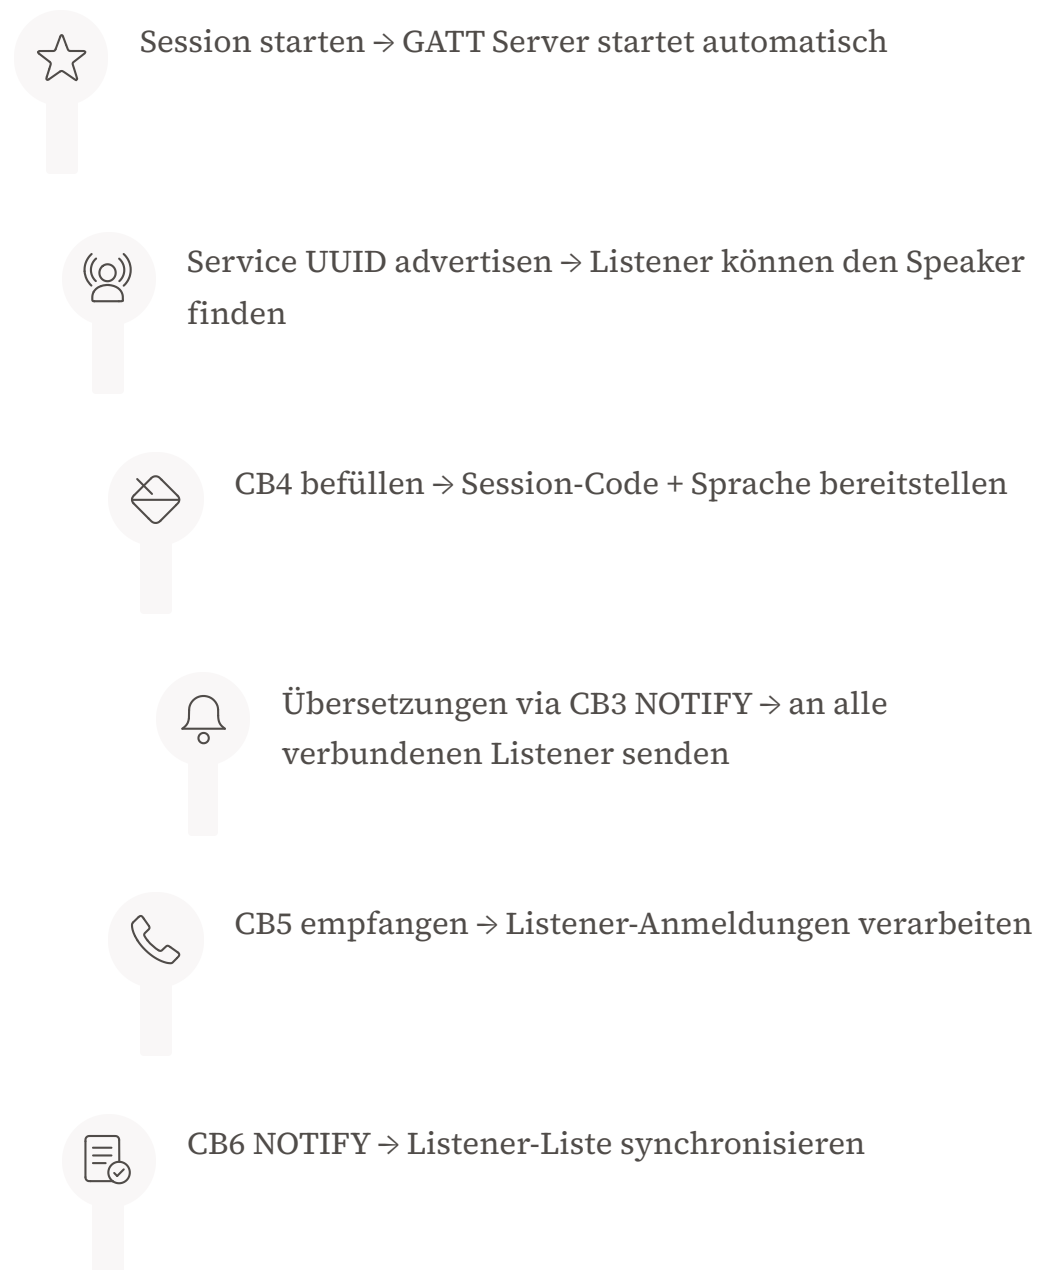 Session starten → GATT Server startet automatisch
Service UUID advertisen → Listener können den Speaker
finden
CB4 befüllen → Session-Code + Sprache bereitstellen
Übersetzungen via CB3 NOTIFY → an alle
verbundenen Listener senden
CB5 empfangen → Listener-Anmeldungen verarbeiten
CB6 NOTIFY → Listener-Liste synchronisieren